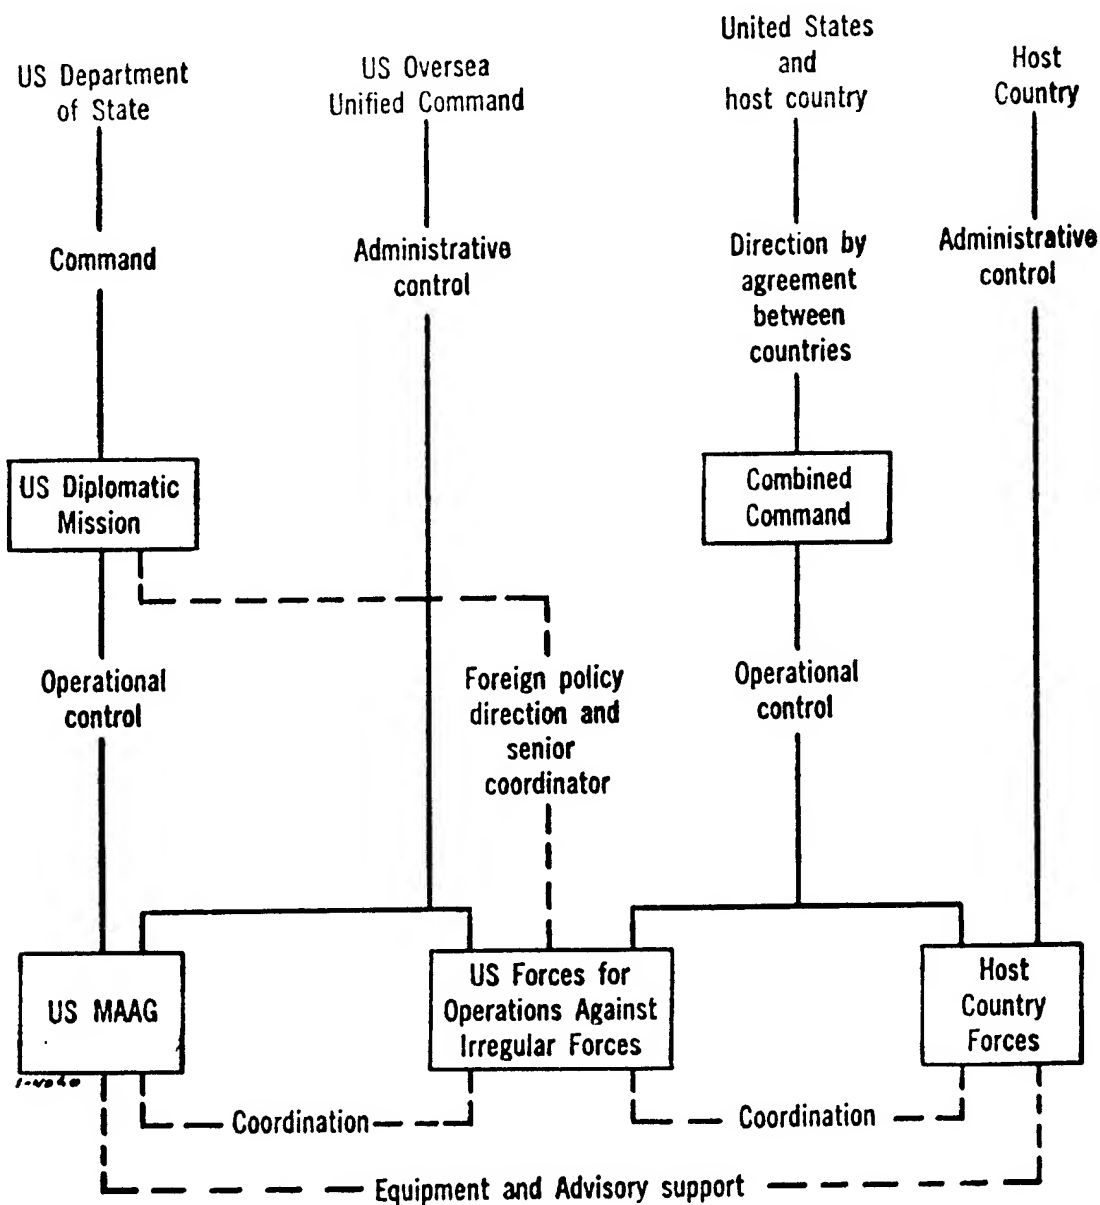 US Department
of State
US Oversea
Unified Command
United States
and
host country
Host
Country
Command
Administrative
control
Direction by
agreement
between
countries
Administrative
control
US Diplomatic
Mission
Combined
Command
Operational
control
Foreign policy
direction and
senior
coordinator
Operational
control
US MAAG
US Forces for
Operations Against
Irregular Forces
Host
Country
Forces
Coordination
Coordination
Equipment and Advisory support